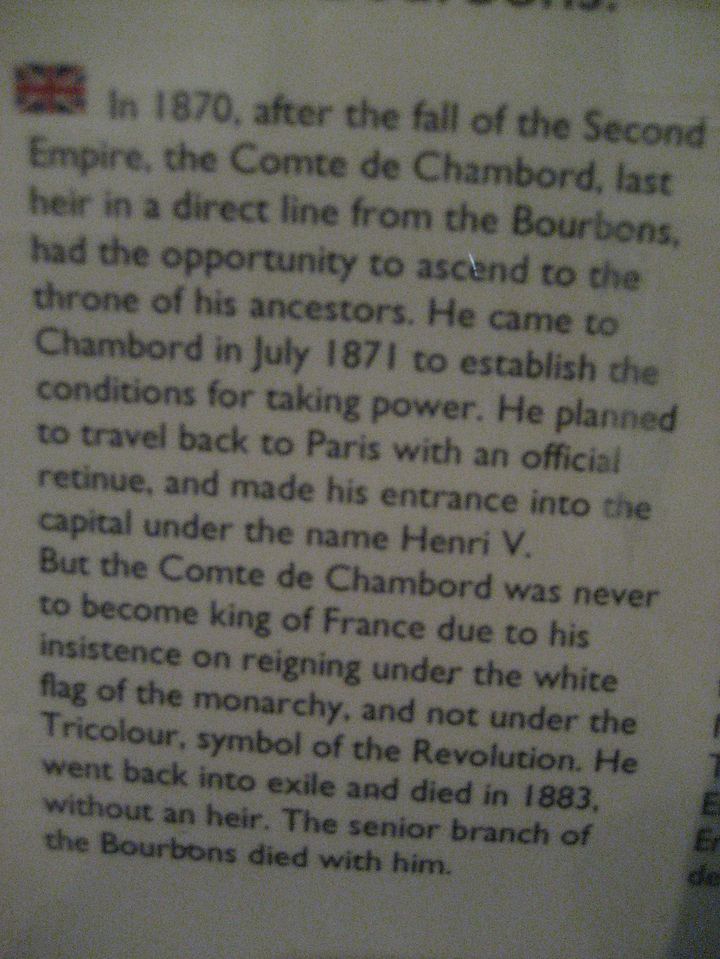 In 1870, after the fall of the Second
Empire, the Comte de Chambord, last
heir in a direct line from the Bourbons,
had the opportunity to ascend to the
throne of his ancestors. He came to
Chambord in July 1871 to establish the
conditions for taking power. He planned
to travel back to Paris with an official
retinue, and made his entrance into the
capital under the name Henri V.
But the Comte de Chambord was never
to become king of France due to his
insistence on reigning under the white
flag of the monarchy, and not under the
Tricolour, symbol of the Revolution. He
went back into exile and died in 1883,
without an heir. The senior branch of
the Bourbons died with him.